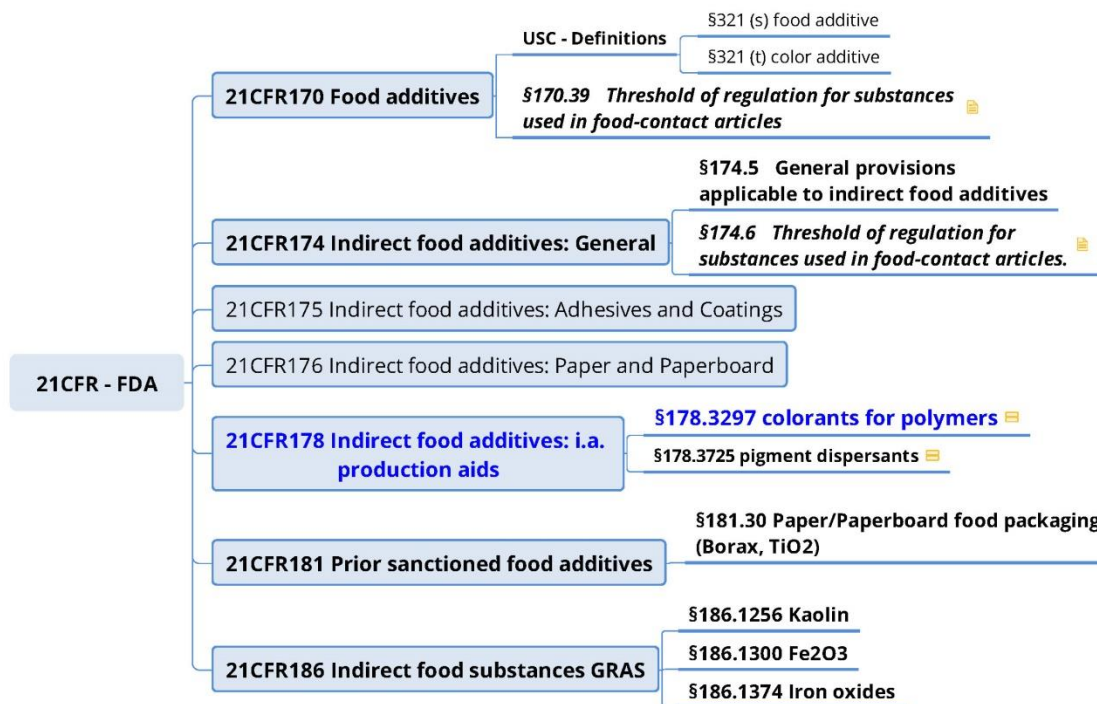 21CFR - FDA
21CFR170 Food additives
USC - Definitions
§321 (s) food additive
§321 (t) color additive
§170.39 Threshold of regulation for substances
used in food-contact articles
21CFR174 Indirect food additives: General
§174.5 General provisions
applicable to indirect food additives
§174.6 Threshold of regulation for
substances used in food-contact articles.
21CFR175 Indirect food additives: Adhesives and Coatings
21CFR176 Indirect food additives: Paper and Paperboard
21CFR178 Indirect food additives: i.a.
production aids
§178.3297 colorants for polymers
§178.3725 pigment dispersants
21CFR181 Prior sanctioned food additives
§181.30 Paper/Paperboard food packaging
(Borax, TiO2)
21CFR186 Indirect food substances GRAS
§186.1256 Kaolin
§186.1300 Fe2O3
§186.1374 Iron oxides